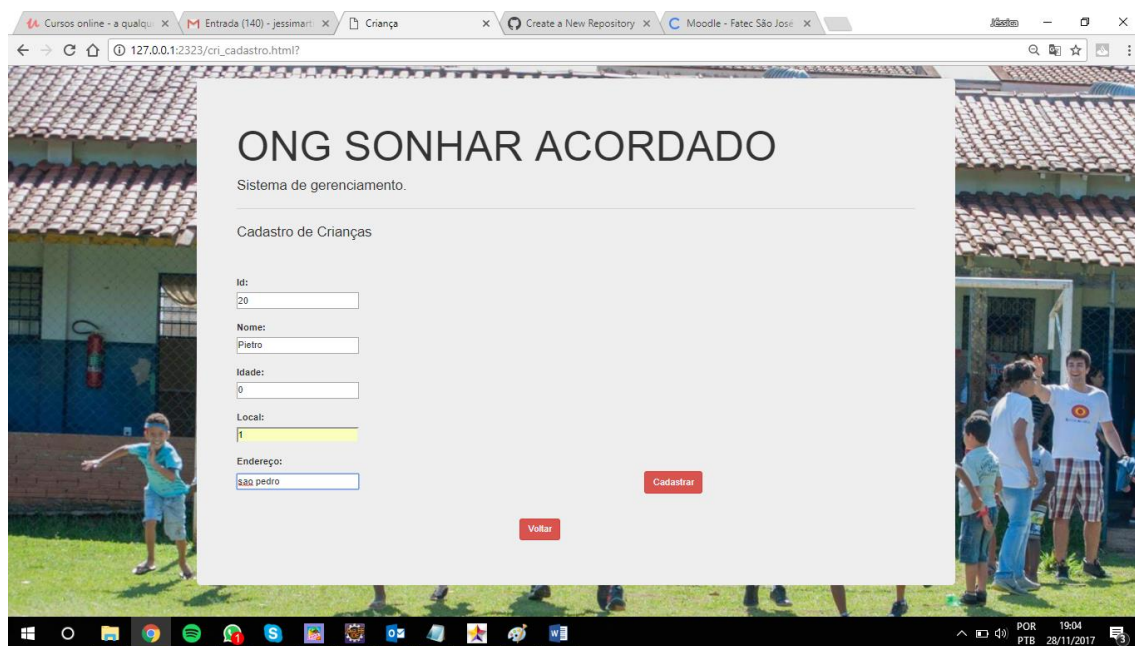 Cursos online - a qualqu
Entrada (140) - jessimart
Criança
Create a New Repository
Moodle - Fatec São José
Jéssica
127.0.0.1:2323/cri_cadastro.html?
ONG SONHAR ACORDADO
Sistema de gerenciamento.
Cadastro de Crianças
Id:
20
Nome:
Pietro
Idade:
0
Local:
1
Endereço:
sao pedro
Cadastrar
Voltar
POR
PTB
19:04
28/11/2017
3